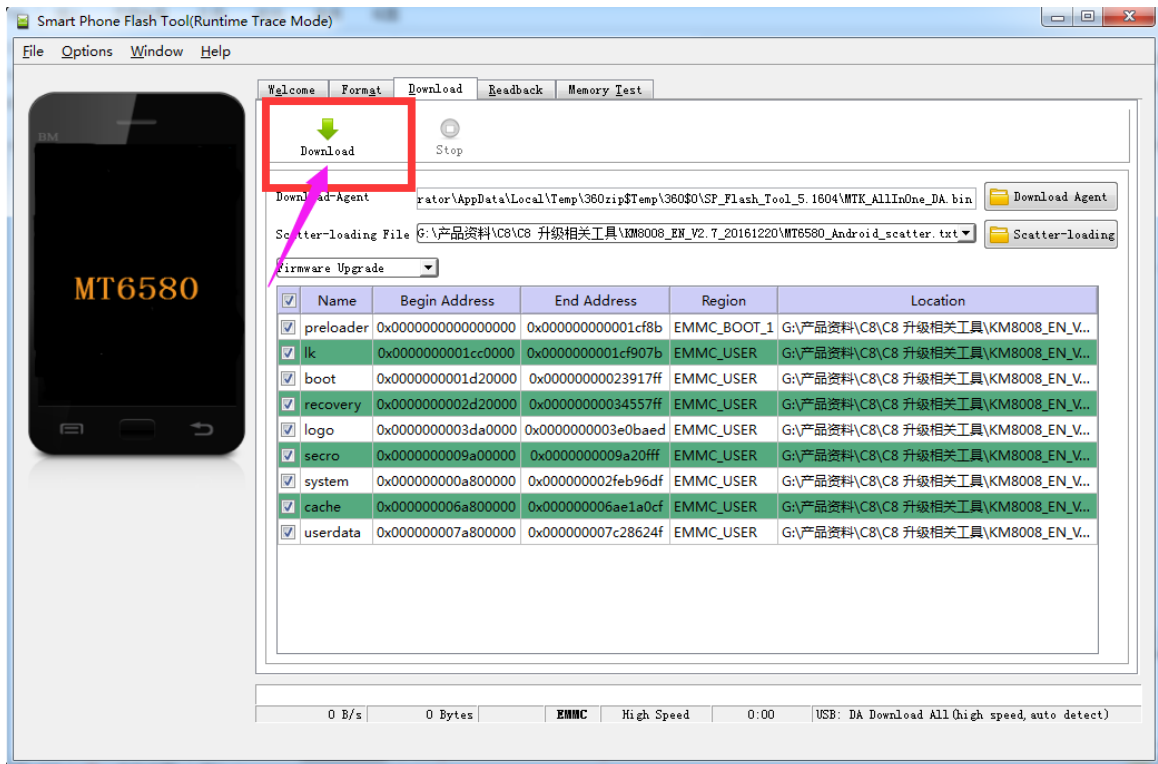 Smart Phone Flash Tool(Runtime Trace Mode)
File Options Window Help
Welcome Format Download Readback Memory Test
BM
Download Stop
Download-Agent rator\AppData\Local\Temp\360zip$Temp\360$0\SP_Flash_Tool_5.1604\MTK_AllInOne_DA.bin Download Agent
Scatter-loading File G:\产品资料\C8\C8 升级相关工具\KM8008_EN_V2.7_20161220\MT6580_Android_scatter.txt Scatter-loading
Firmware Upgrade
MT6580
Name Begin Address End Address Region Location
preloader 0x0000000000000000 0x000000000001cf8b EMMC_BOOT_1 G:\产品资料\C8\C8 升级相关工具\KM8008_EN_V...
lk 0x0000000001cc0000 0x0000000001cf907b EMMC_USER G:\产品资料\C8\C8 升级相关工具\KM8008_EN_V...
boot 0x0000000001d20000 0x00000000023917ff EMMC_USER G:\产品资料\C8\C8 升级相关工具\KM8008_EN_V...
recovery 0x0000000002d20000 0x00000000034557ff EMMC_USER G:\产品资料\C8\C8 升级相关工具\KM8008_EN_V...
logo 0x0000000003da0000 0x0000000003e0baed EMMC_USER G:\产品资料\C8\C8 升级相关工具\KM8008_EN_V...
secro 0x0000000009a00000 0x0000000009a20fff EMMC_USER G:\产品资料\C8\C8 升级相关工具\KM8008_EN_V...
system 0x000000000a800000 0x000000002feb96df EMMC_USER G:\产品资料\C8\C8 升级相关工具\KM8008_EN_V...
cache 0x000000006a800000 0x000000006ae1a0cf EMMC_USER G:\产品资料\C8\C8 升级相关工具\KM8008_EN_V...
userdata 0x000000007a800000 0x000000007c28624f EMMC_USER G:\产品资料\C8\C8 升级相关工具\KM8008_EN_V...
0 B/s 0 Bytes EMMC High Speed 0:00 USB: DA Download All(high speed,auto detect)